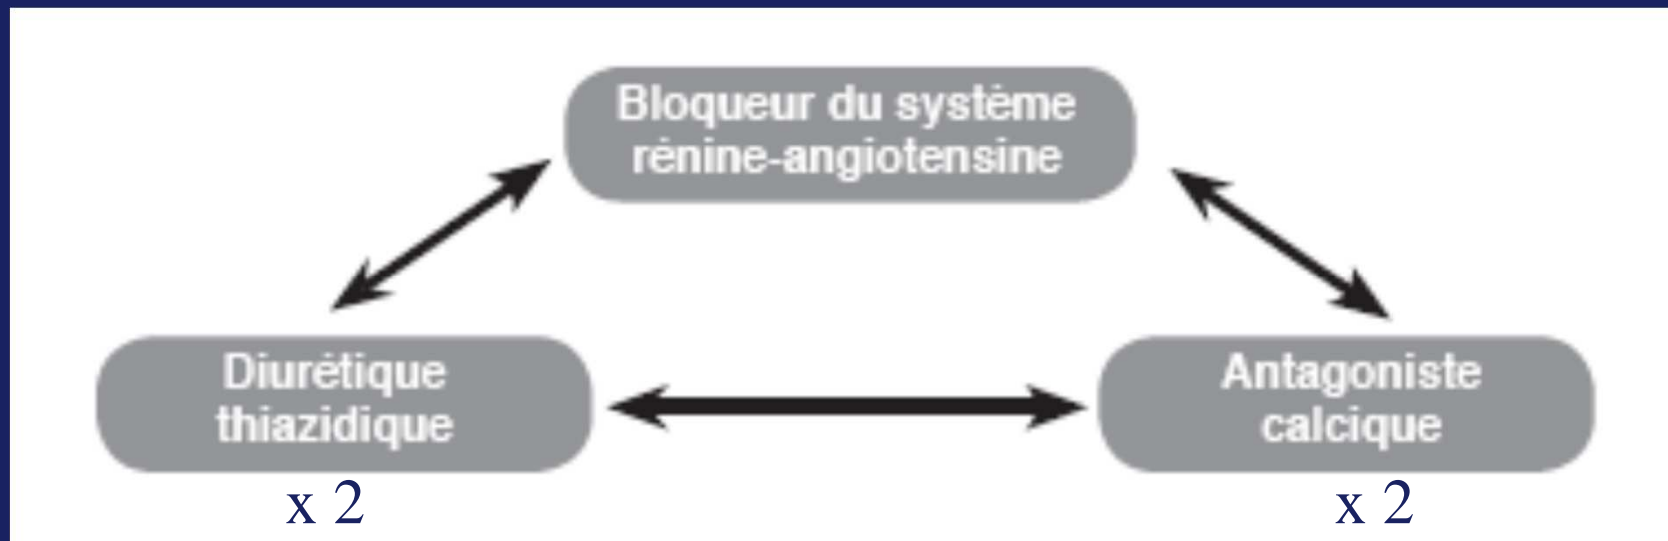 Bloqueur du système
rénine-angiotensine
Diurétique
thiazidique
Antagoniste
calcique
x 2
x 2